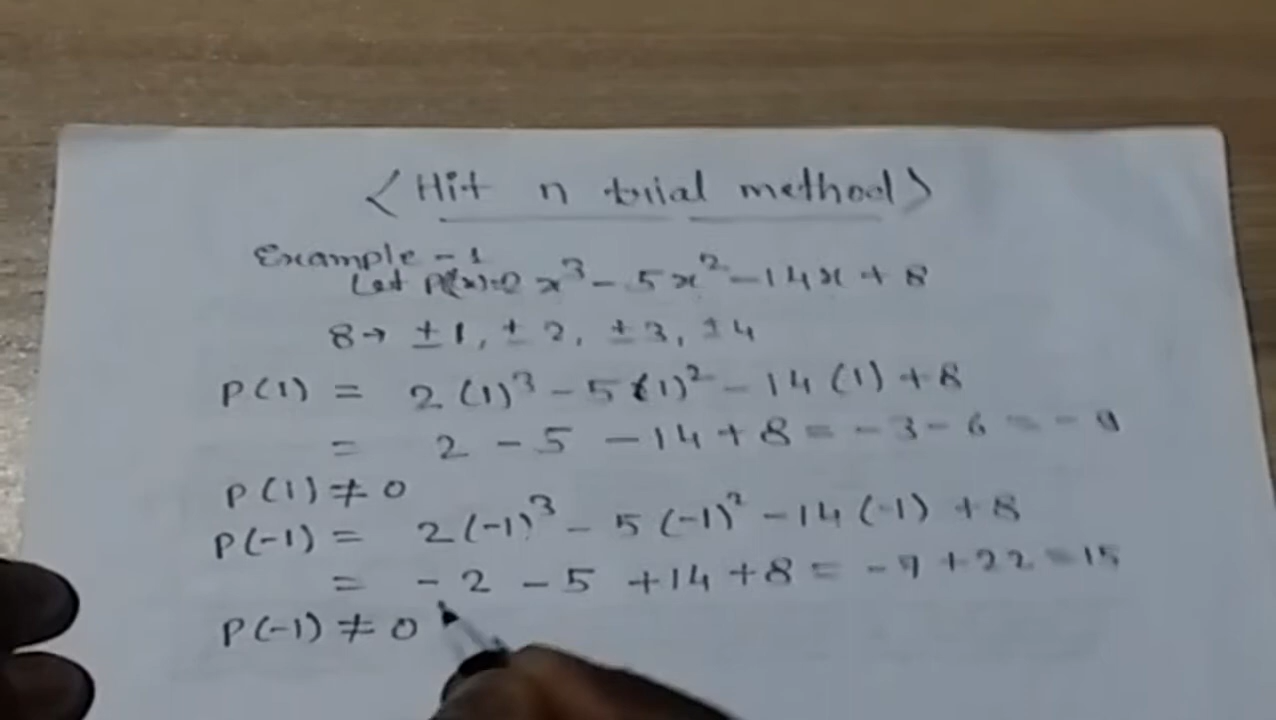 <Hit n trial method>
Example - 1
Let P(x)=2x³ - 5x² - 14x + 8
8→ ±1, ±2, ±3, ±4
P(1) = 2(1)³ - 5(1)² - 14(1) + 8
= 2 - 5 - 14 + 8 = -3 - 6 = -9
P(1) ≠ 0
P(-1) = 2(-1)³ - 5(-1)² - 14(-1) + 8
= -2 - 5 + 14 + 8 = -7 + 22 = 15
P(-1) ≠ 0